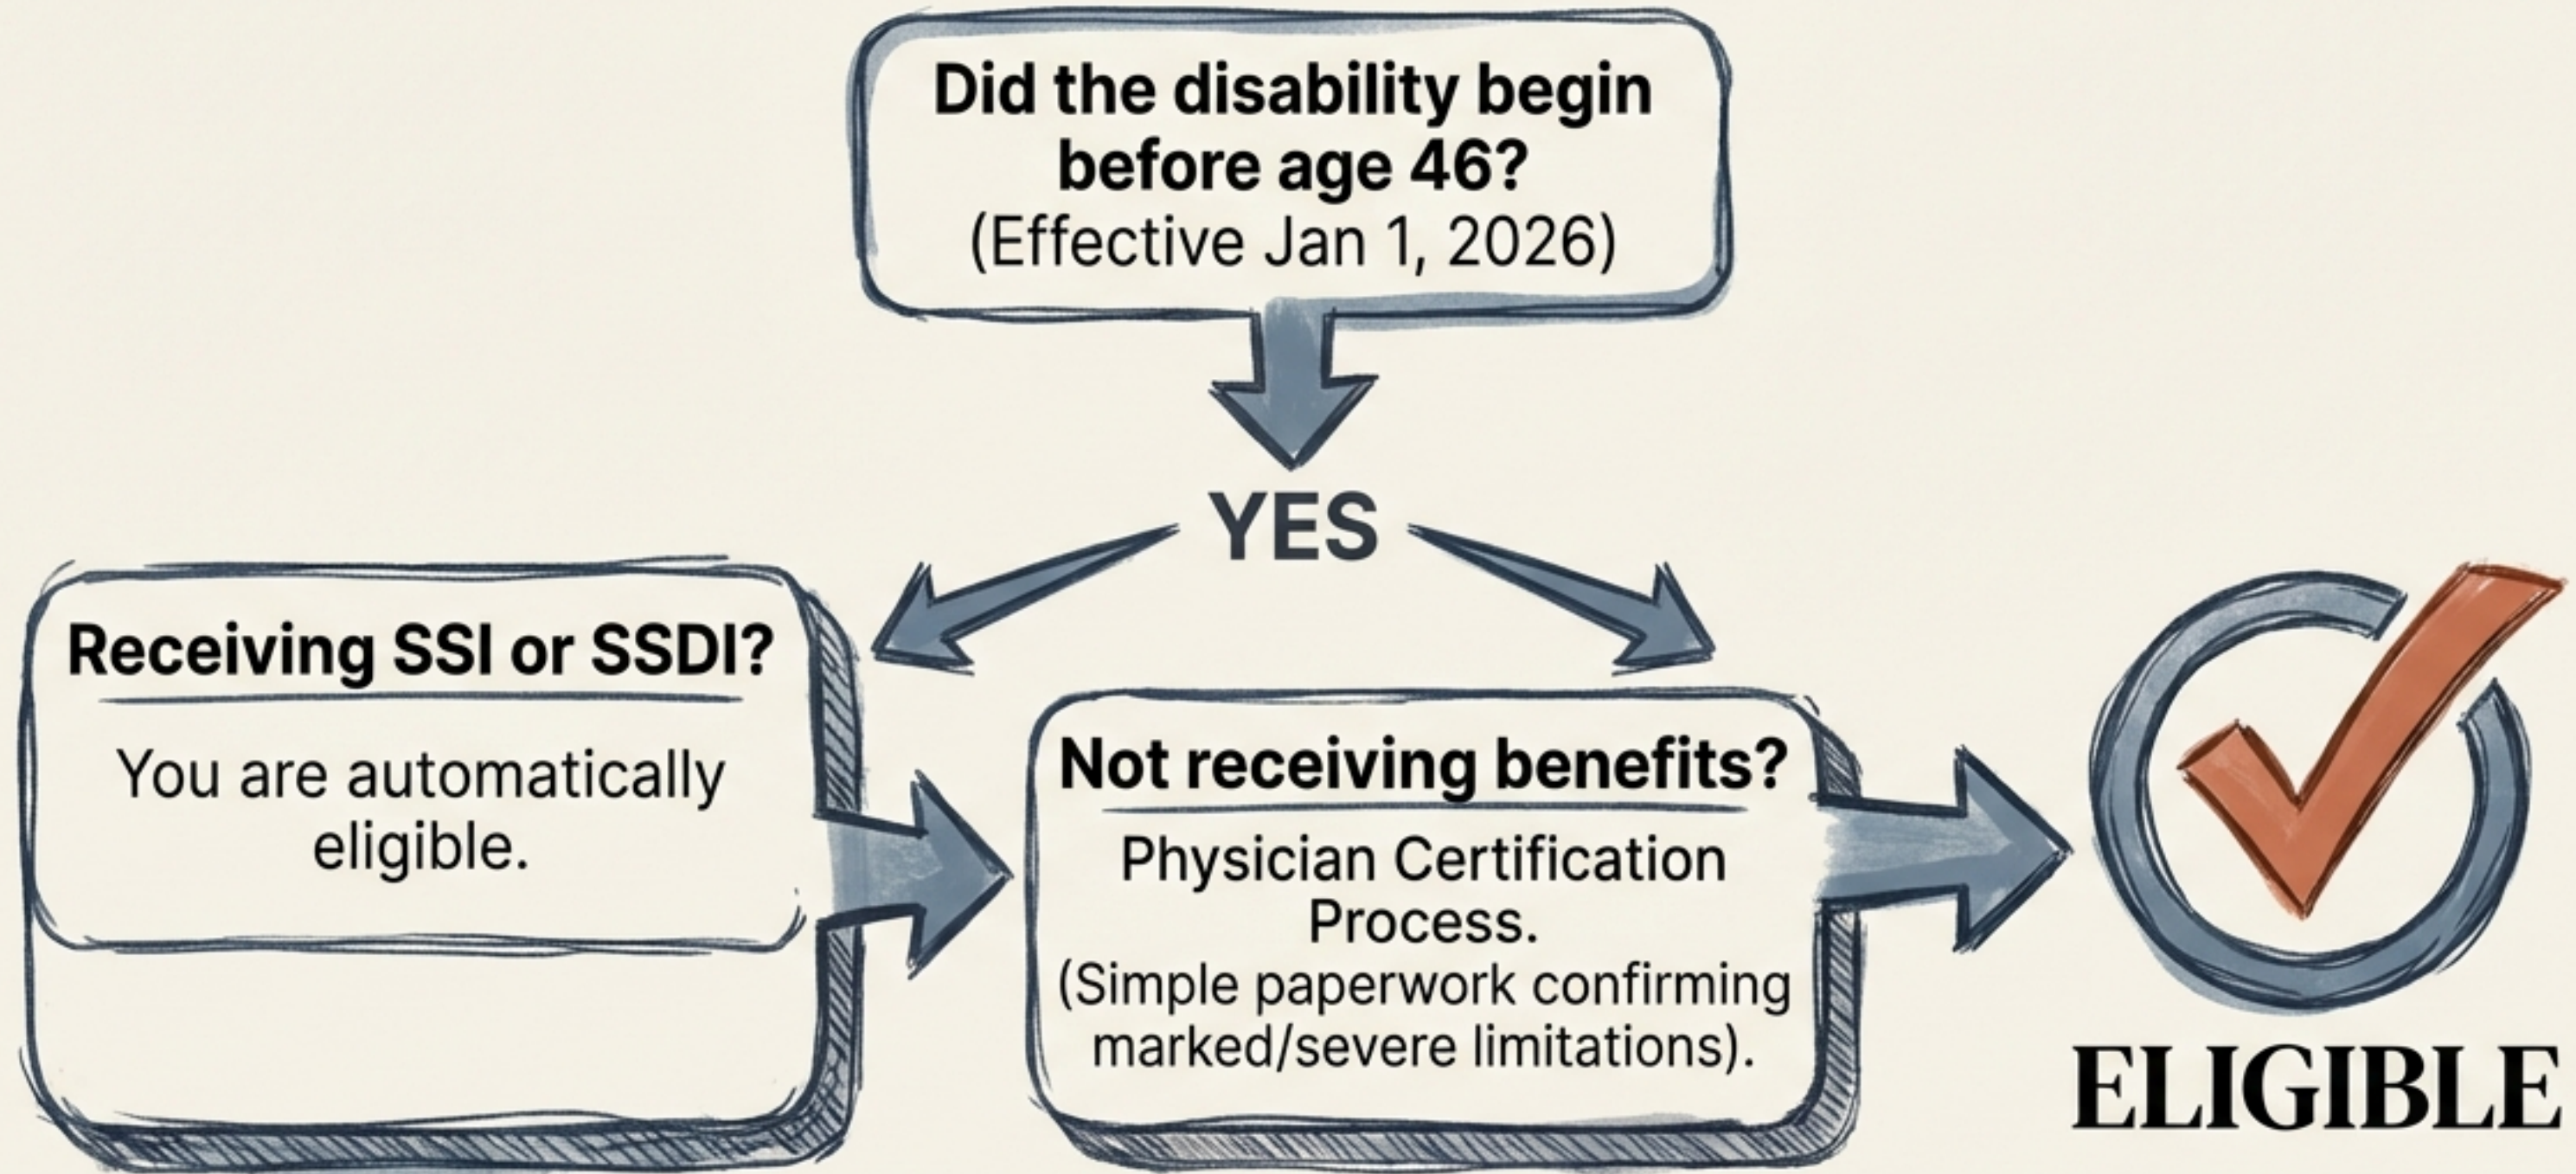 Did the disability begin
before age 46?
(Effective Jan 1, 2026)
YES
Receiving SSI or SSDI?
You are automatically
eligible.
Not receiving benefits?
Physician Certification
Process.
(Simple paperwork confirming
marked/severe limitations).
ELIGIBLE